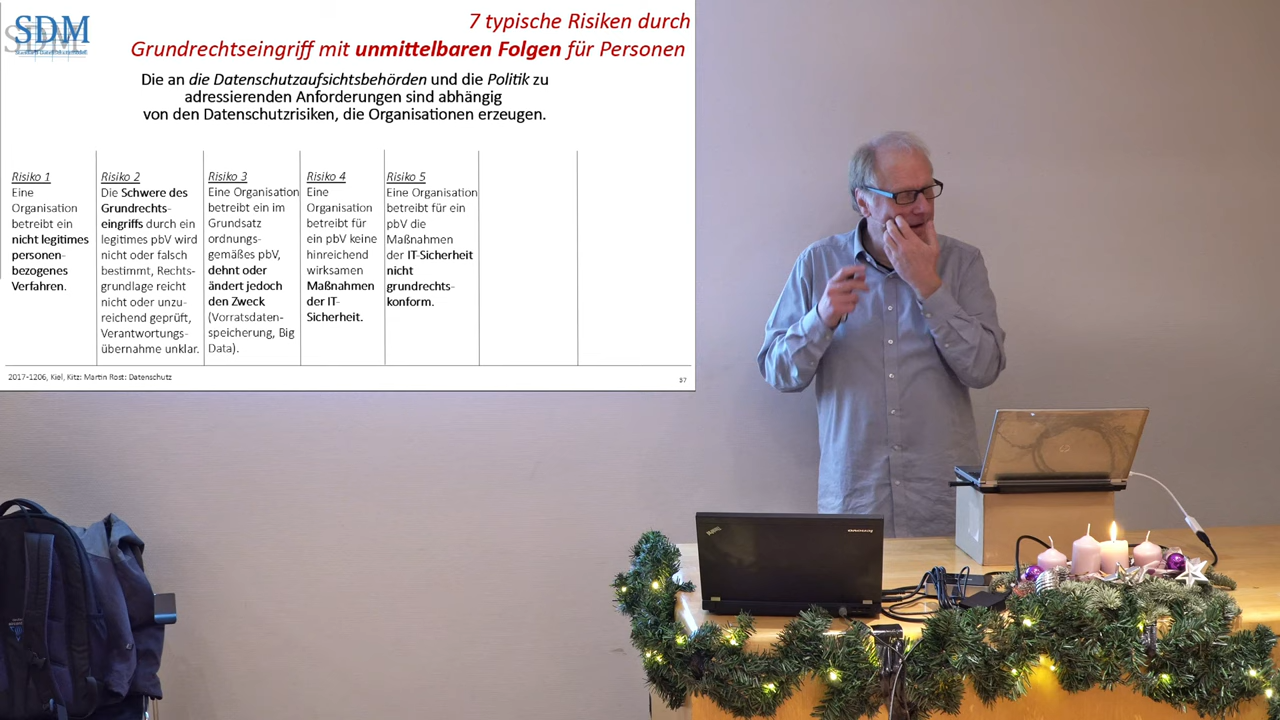 SDM
7 typische Risiken durch
Grundrechtseingriff mit unmittelbaren Folgen für Personen
Die an die Datenschutzaufsichtsbehörden und die Politik zu
adressierenden Anforderungen sind abhängig
von den Datenschutzrisiken, die Organisationen erzeugen.
Risiko 1
Eine
Organisation
betreibt ein
nicht legitimes
personen-
bezogenes
Verfahren.
Risiko 2
Die Schwere des
Grundrechts-
eingriffs durch ein
legitimes pbV wird
nicht oder falsch
bestimmt, Rechts-
grundlage reicht
nicht oder unzu-
reichend geprüft,
Verantwortungs-
übernahme unklar.
Risiko 3
Eine Organisation
betreibt ein im
Grundsatz
ordnungs-
gemäßes pbV,
dehnt oder
ändert jedoch
den Zweck
(Vorratsdaten-
speicherung, Big
Data).
Risiko 4
Eine
Organisation
betreibt für
ein pbV keine
hinreichend
wirksamen
Maßnahmen
der IT-
Sicherheit.
Risiko 5
Eine Organisation
betreibt für ein
pbV die
Maßnahmen
der IT-Sicherheit
nicht
grundrechts-
konform.
2017-1206, Kiel, Kitz: Martin Rost: Datenschutz
37
ThinkPad
hp